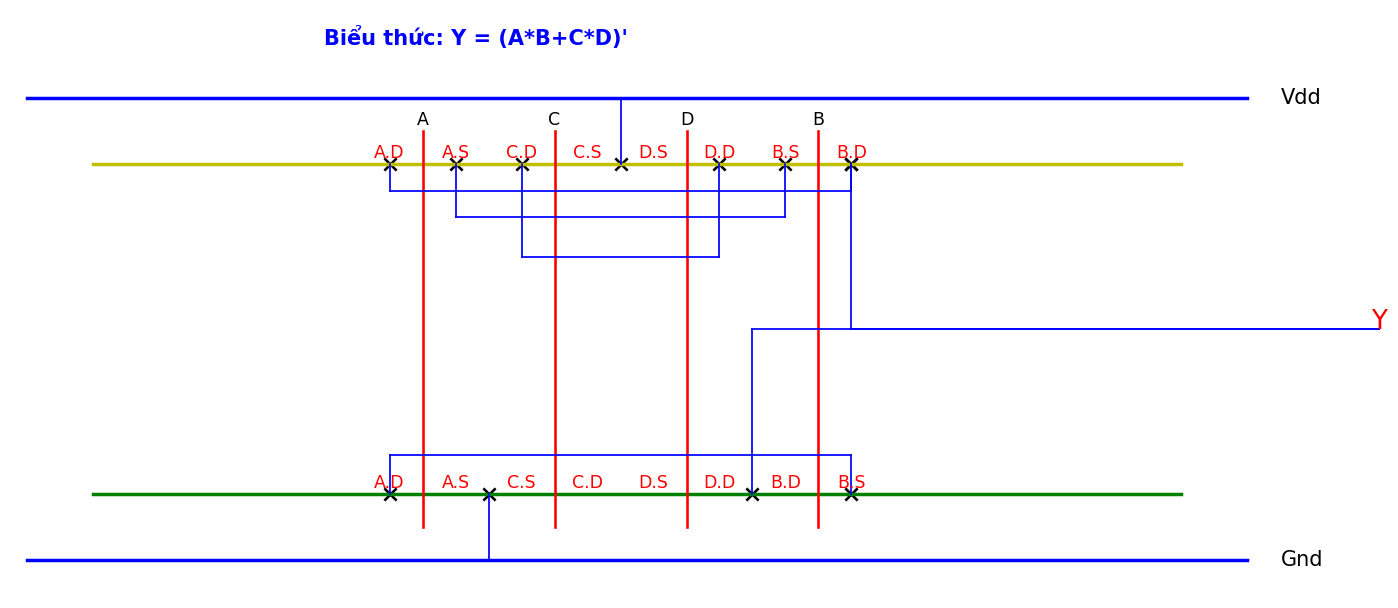 Biểu thức: Y = (A*B+C*D)'
Vdd
A C D B
A.D A.S C.D C.S D.S D.D B.S B.D
Y
A.D A.S C.S C.D D.S D.D B.D B.S
Gnd